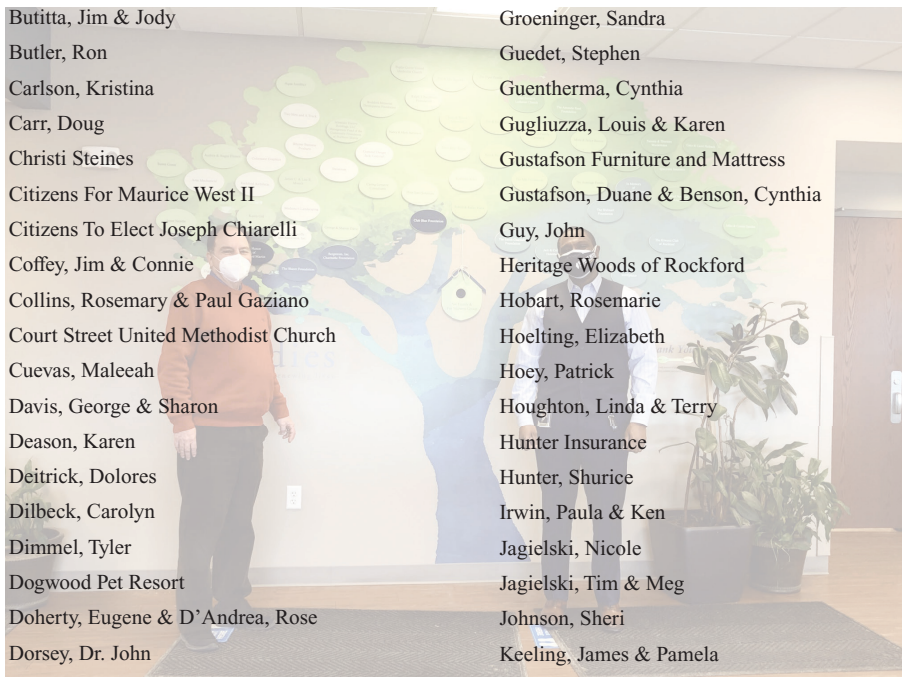 Butitta, Jim & Jody
Butler, Ron
Carlson, Kristina
Carr, Doug
Christi Steines
Citizens For Maurice West II
Citizens To Elect Joseph Chiarelli
Coffey, Jim & Connie
Collins, Rosemary & Paul Gaziano
Court Street United Methodist Church
Cuevas, Maleeah
Davis, George & Sharon
Deason, Karen
Deitrick, Dolores
Dilbeck, Carolyn
Dimmel, Tyler
Dogwood Pet Resort
Doherty, Eugene & D’Andrea, Rose
Dorsey, Dr. John
Groeninger, Sandra
Guedet, Stephen
Guentherma, Cynthia
Gugliuzza, Louis & Karen
Gustafson Furniture and Mattress
Gustafson, Duane & Benson, Cynthia
Guy, John
Heritage Woods of Rockford
Hobart, Rosemarie
Hoelting, Elizabeth
Hoey, Patrick
Houghton, Linda & Terry
Hunter Insurance
Hunter, Shurice
Irwin, Paula & Ken
Jagielski, Nicole
Jagielski, Tim & Meg
Johnson, Sheri
Keeling, James & Pamela